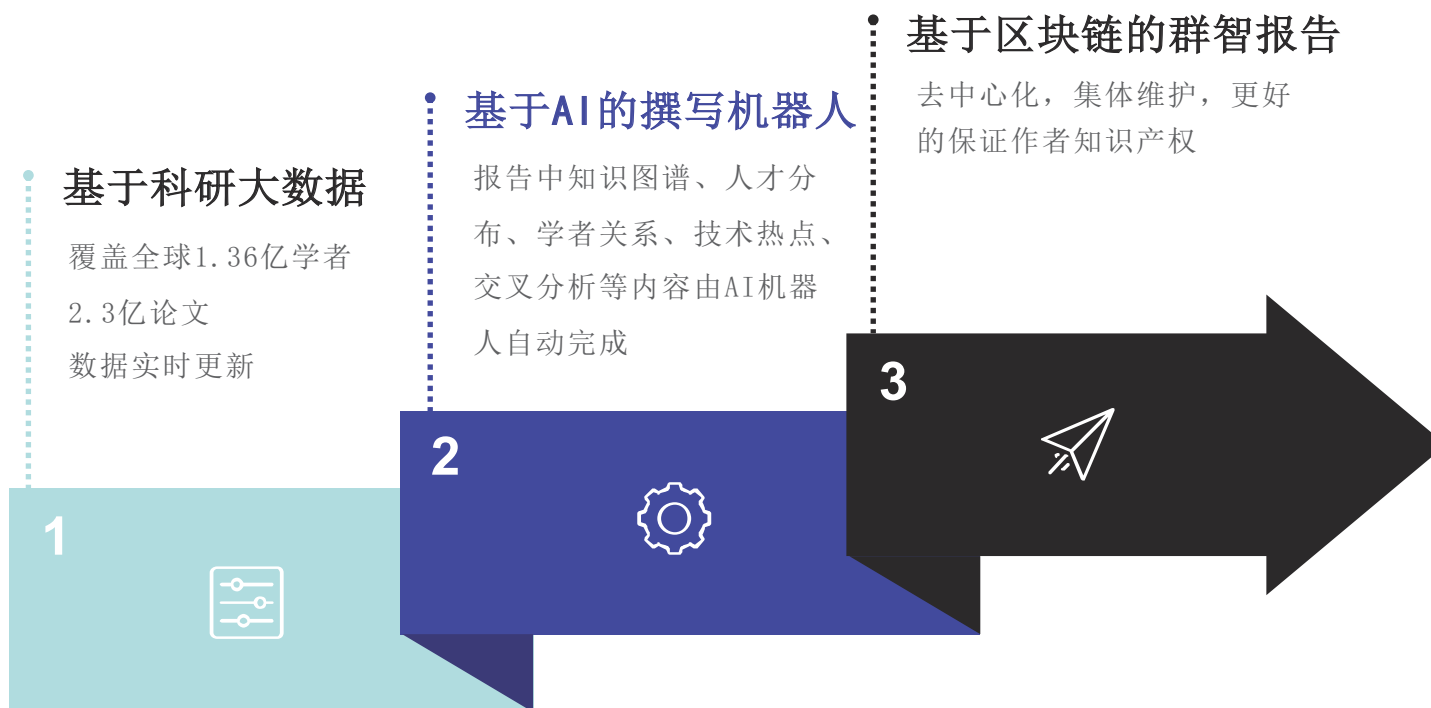 基于科研大数据
覆盖全球1.36亿学者
2.3亿论文
数据实时更新
1
基于AI的撰写机器人
报告中知识图谱、人才分
布、学者关系、技术热点、
交叉分析等内容由AI机器
人自动完成
2
基于区块链的群智报告
去中心化，集体维护，更好
的保证作者知识产权
3